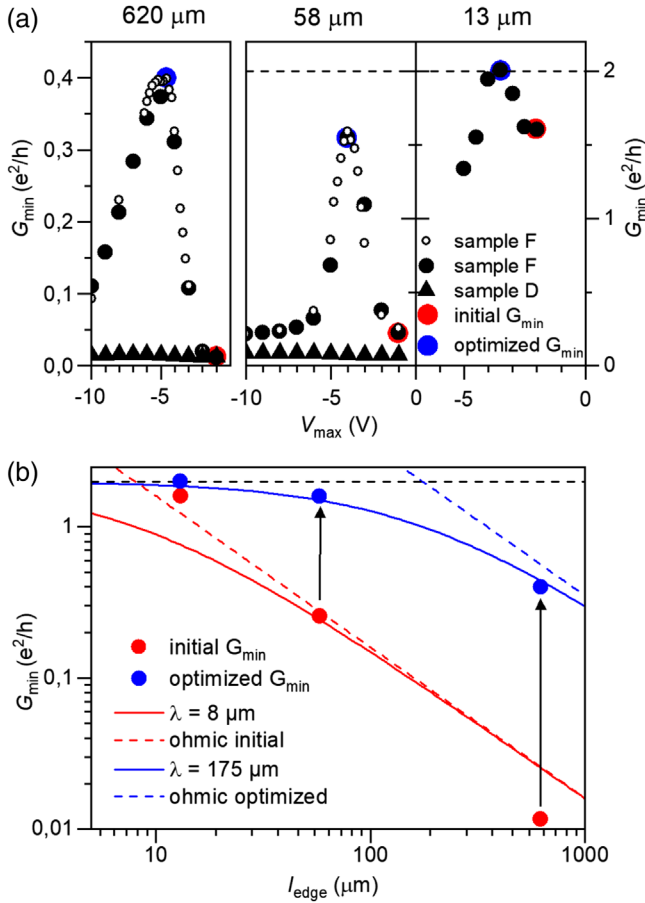 (a) 620 μm 58 μm 13 μm
0,4
0,3
0,2
0,1
0,0
G_min (e²/h)
-10 -5 -10 -5 -5 0
V_max (V)
2
1
0
G_min (e²/h)
sample F
sample F
sample D
initial G_min
optimized G_min
(b)
1
0,1
0,01
G_min (e²/h)
initial G_min
optimized G_min
λ = 8 μm
ohmic initial
λ = 175 μm
ohmic optimized
10 100 1000
l_edge (μm)